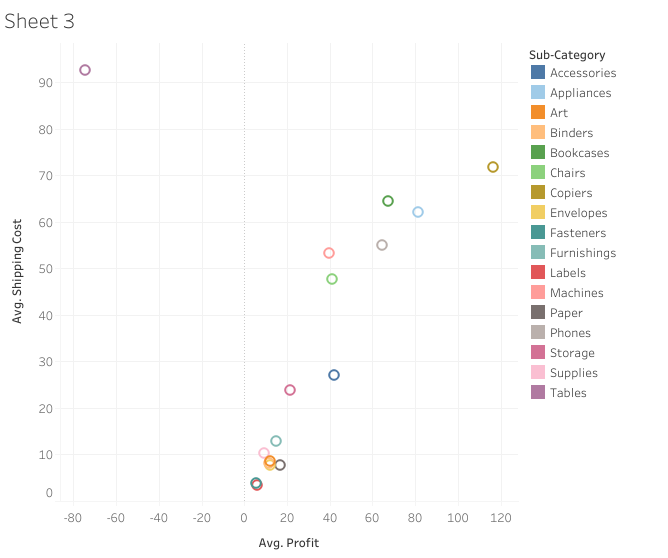 Sheet 3
Sub-Category
Accessories
Appliances
Art
Binders
Bookcases
Chairs
Copiers
Envelopes
Fasteners
Furnishings
Labels
Machines
Paper
Phones
Storage
Supplies
Tables
Avg. Shipping Cost
90
80
70
60
50
40
30
20
10
0
-80 -60 -40 -20 0 20 40 60 80 100 120
Avg. Profit